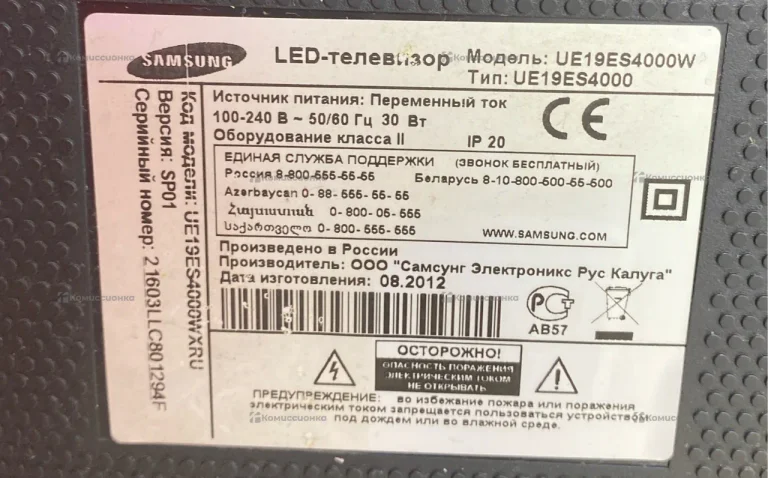 SAMSUNG
LED-телевизор
Модель: UE19ES4000W
Тип: UE19ES4000
Код модели: UE19ES4000WXRU
Версия: SP01
Серийный номер: 21603LLC801294F
Источник питания: Переменный ток
100-240 В ~ 50/60 Гц 30 Вт
Оборудование класса II
IP 20
CE
ЕДИНАЯ СЛУЖБА ПОДДЕРЖКИ (ЗВОНОК БЕСПЛАТНЫЙ)
Россия 8-800-555-55-55
Беларусь 8-10-800-500-55-500
Azerbaycan 0-88-555-55-55
Հայաստան 0-800-05-555
საქართველო 0-800-555-555
WWW.SAMSUNG.COM
Произведено в России
Производитель: ООО "Самсунг Электроникс Рус Калуга"
Дата изготовления: 08.2012
РСТ
АВ57
ОСТОРОЖНО!
ОПАСНОСТЬ ПОРАЖЕНИЯ
ЭЛЕКТРИЧЕСКИМ ТОКОМ
НЕ ОТКРЫВАТЬ
ПРЕДУПРЕЖДЕНИЕ: во избежание пожара или поражения
электрическим током запрещается пользоваться устройством
под дождем или во влажной среде.
Комиссионка